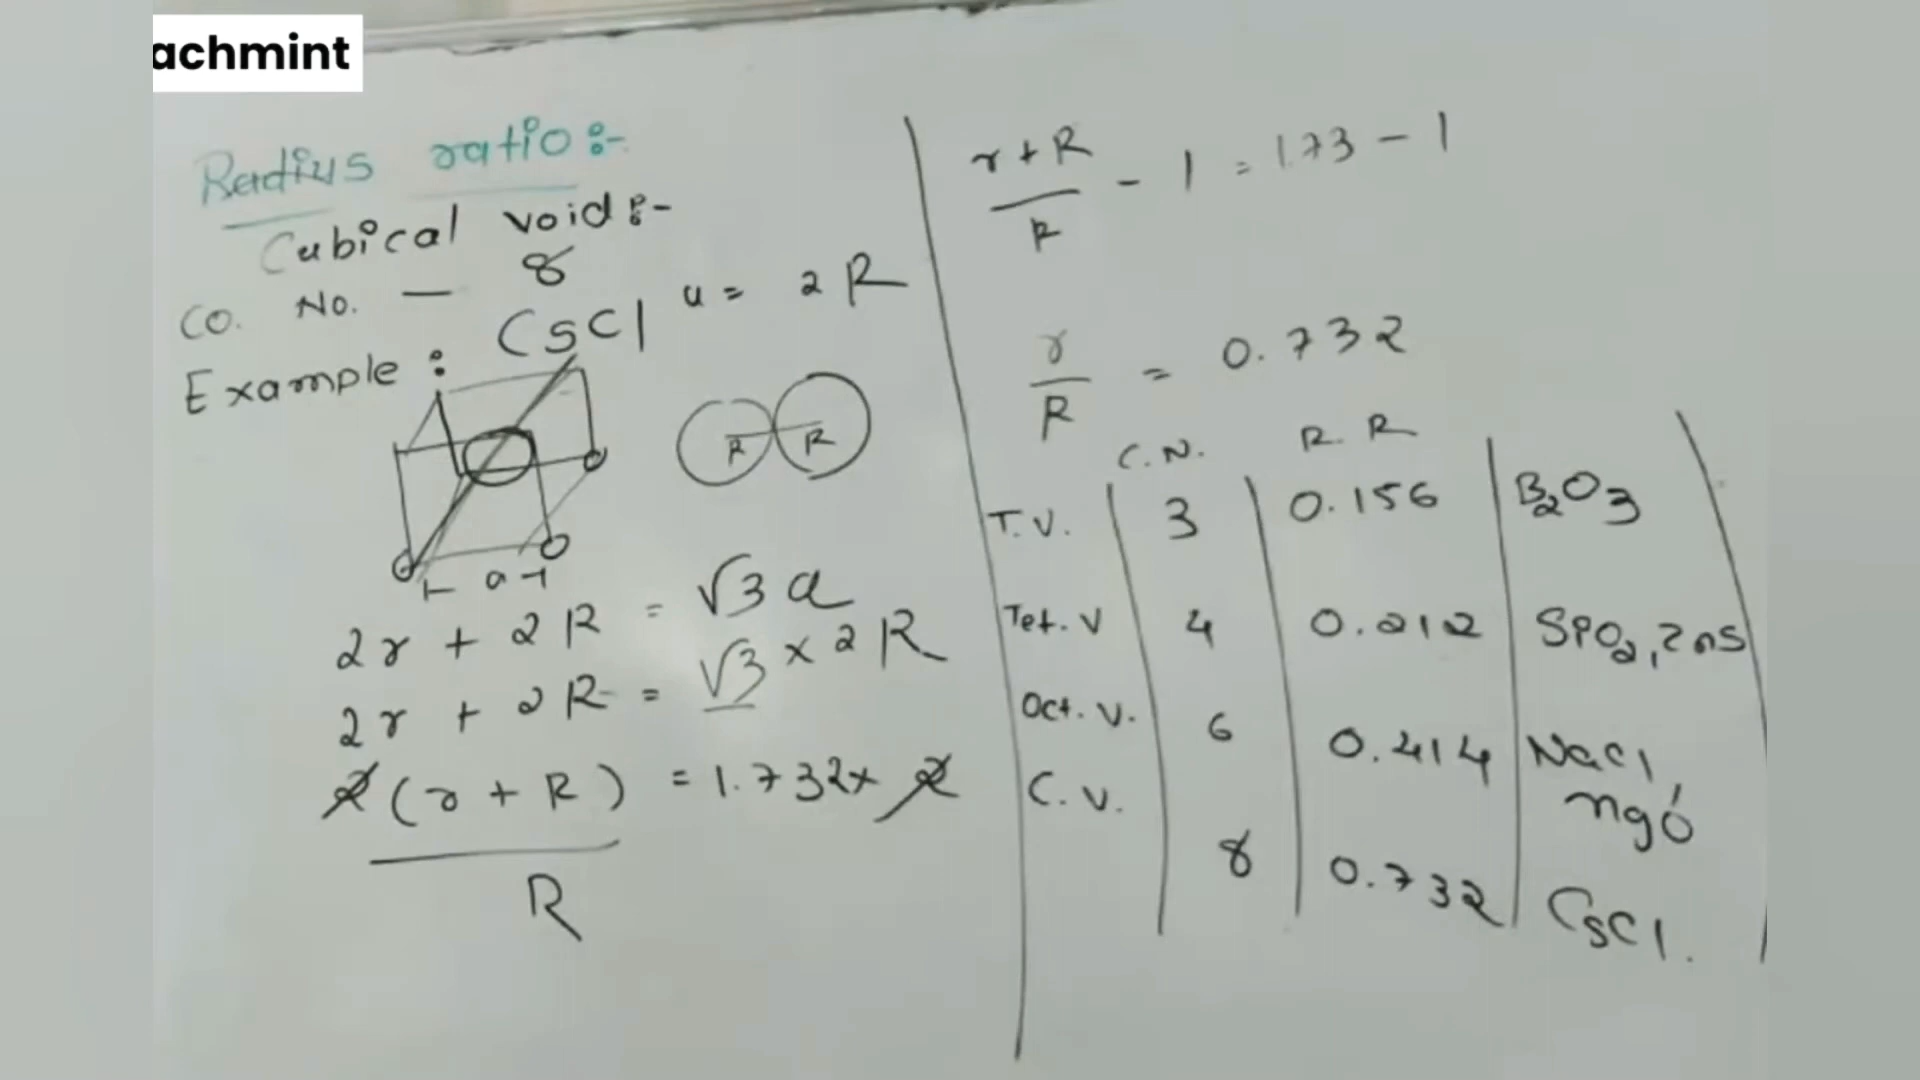 achmint
Radius ratio:-
Cubical void:-
Co. No. — 8
Example : CsCl
a = 2R
R R
a
2r + 2R = √3 a
2r + 2R = √3 × 2R
2(r + R) = 1.732 × 2
R
r + R
R
- 1 = 1.73 - 1
r
R
= 0.732
C.N. R.R
T.V. 3 0.156 B2O3
Tet. V 4 0.212 SiO2, ZnS
Oct. V. 6 0.414 NaCl,
mgo
C.V. 8 0.732 CsCl.